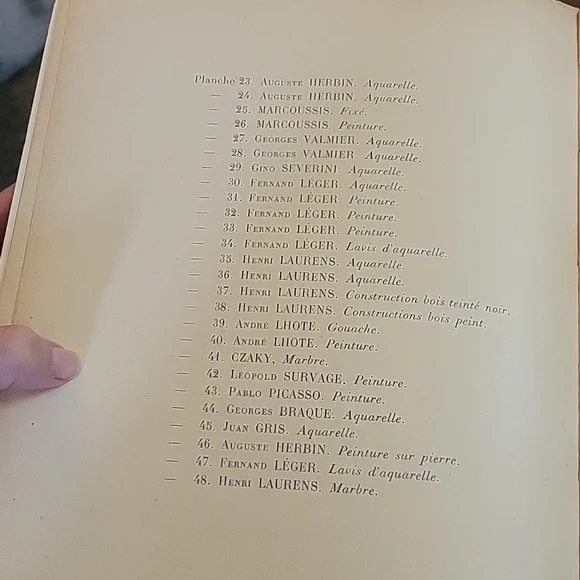 Planche 23. Auguste HERBIN. Aquarelle.
— 24. Auguste HERBIN. Aquarelle.
— 25. MARCOUSSIS. Fixé.
— 26. MARCOUSSIS. Peinture.
— 27. Georges VALMIER. Aquarelle.
— 28. Georges VALMIER. Aquarelle.
— 29. Gino SEVERINI. Aquarelle.
— 30. Fernand LÉGER. Aquarelle.
— 31. Fernand LÉGER. Peinture.
— 32. Fernand LÉGER. Peinture.
— 33. Fernand LÉGER. Peinture.
— 34. Fernand LÉGER. Lavis d'aquarelle.
— 35. Henri LAURENS. Aquarelle.
— 36. Henri LAURENS. Aquarelle.
— 37. Henri LAURENS. Construction bois teinté noir.
— 38. Henri LAURENS. Constructions bois peint.
— 39. André LHOTE. Gouache.
— 40. André LHOTE. Peinture.
— 41. CZAKY, Marbre.
— 42. Léopold SURVAGE. Peinture.
— 43. Pablo PICASSO. Peinture.
— 44. Georges BRAQUE. Aquarelle.
— 45. Juan GRIS. Aquarelle.
— 46. Auguste HERBIN. Peinture sur pierre.
— 47. Fernand LÉGER. Lavis d'aquarelle.
— 48. Henri LAURENS. Marbre.